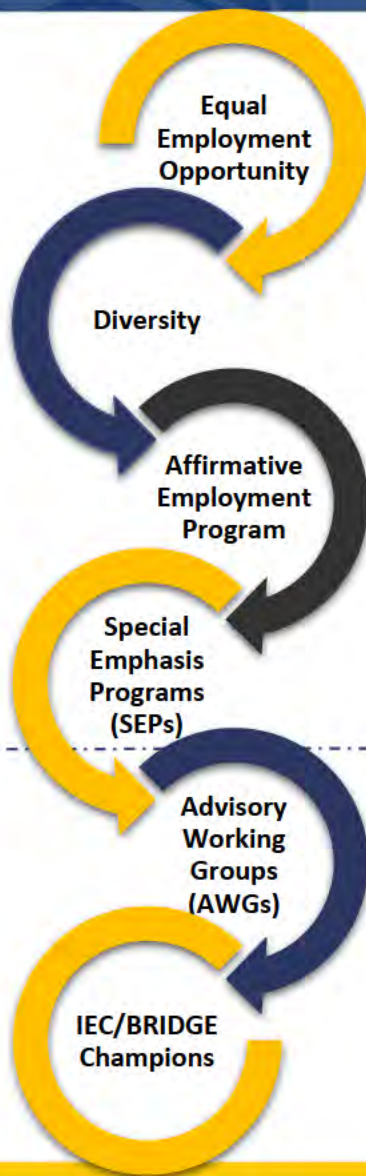 Equal
Employment
Opportunity
Diversity
Affirmative
Employment
Program
Special
Emphasis
Programs
(SEPs)
Advisory
Working
Groups
(AWGs)
IEC/BRIDGE
Champions